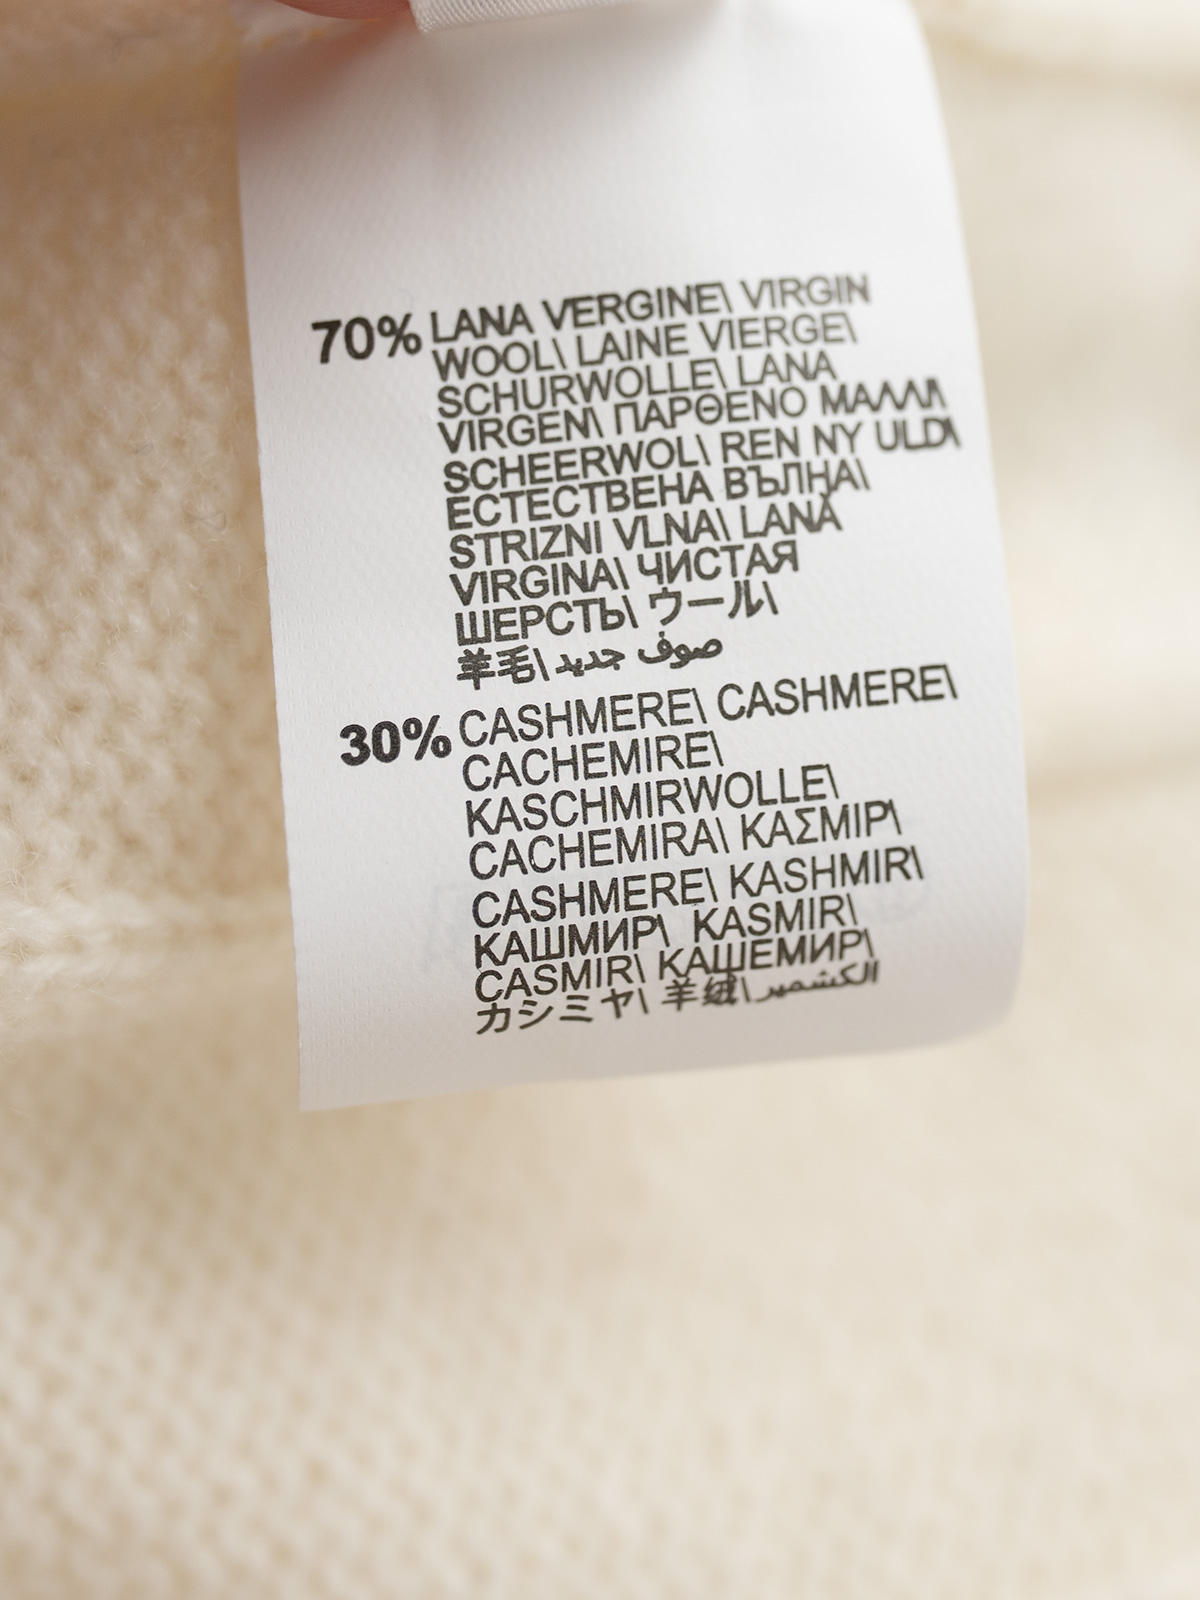 70% LANA VERGINE\ VIRGIN
WOOL\ LAINE VIERGE\
SCHURWOLLE\ LANA
VIRGEN\ ΠΑΡΘΕΝΟ ΜΑΛΛΙ\
SCHEERWOL\ REN NY ULD\
ЕСТЕСТВЕНА ВЪЛНА\
STRIZNI VLNA\ LANA
VIRGINA\ ЧИСТАЯ
ШЕРСТЬ\ ウール\
羊毛\ صوف جديد
30% CASHMERE\ CASHMERE\
CACHEMIRE\
KASCHMIRWOLLE\
CACHEMIRA\ ΚΑΣΜΙΡ\
CASHMERE\ KASHMIR\
КАШМИР\ KASMIR\
CASMIR\ КАШЕМИР\
カシミヤ\ 羊绒\ الكشمير